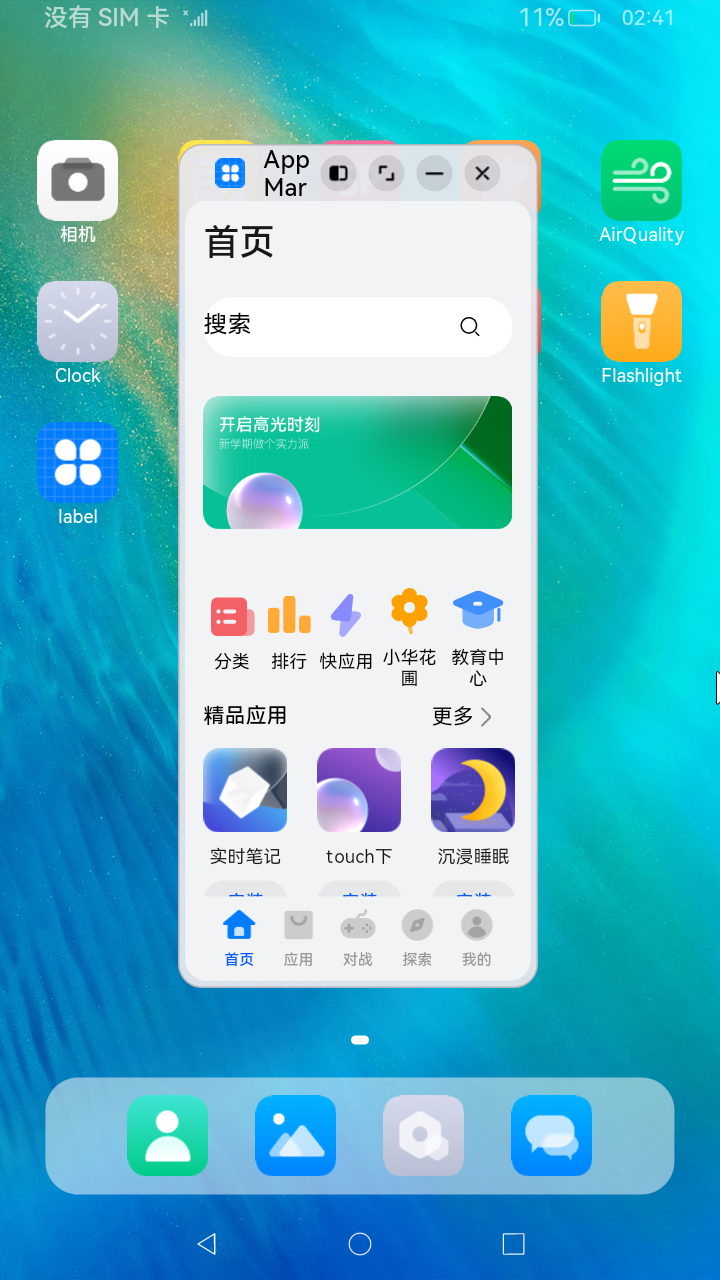 没有 SIM 卡
11%
02:41
App
Mar
相机
AirQuality
首页
搜索
Clock
Flashlight
开启高光时刻
新学期做个实力派
label
分类
排行
快应用
小华花
圃
教育中
心
精品应用
更多
实时笔记
touch下
沉浸睡眠
首页
应用
对战
探索
我的